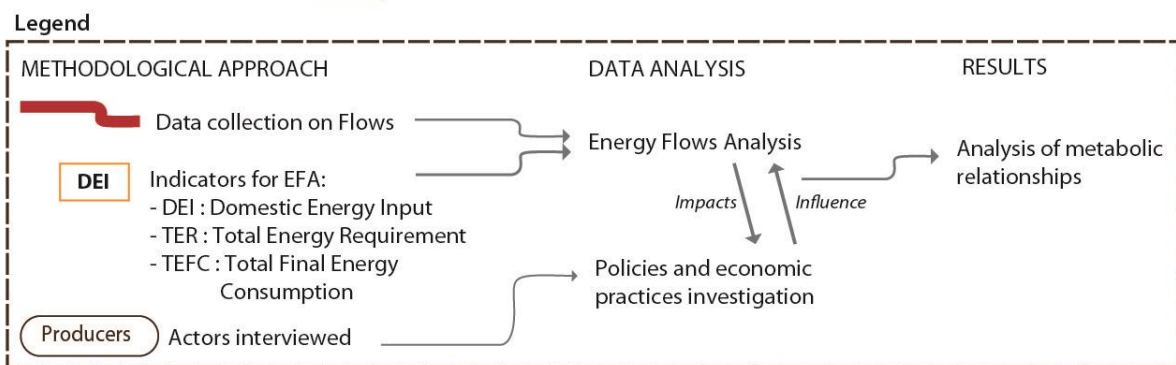 Legend
METHODOLOGICAL APPROACH
DATA ANALYSIS
RESULTS
Data collection on Flows
DEI
Indicators for EFA:
- DEI : Domestic Energy Input
- TER : Total Energy Requirement
- TEFC : Total Final Energy
Consumption
Producers
Actors interviewed
Energy Flows Analysis
Impacts
Influence
Policies and economic
practices investigation
Analysis of metabolic
relationships